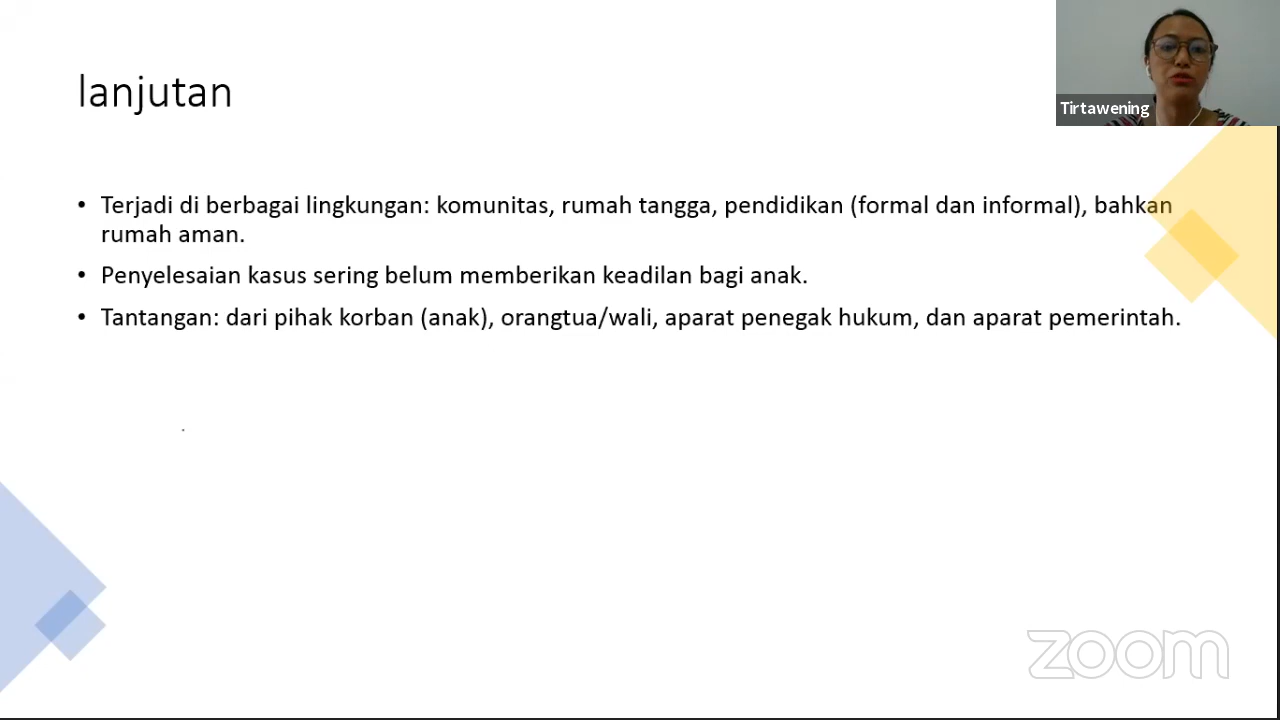 lanjutan
Tirtawening
• Terjadi di berbagai lingkungan: komunitas, rumah tangga, pendidikan (formal dan informal), bahkan
rumah aman.
• Penyelesaian kasus sering belum memberikan keadilan bagi anak.
• Tantangan: dari pihak korban (anak), orangtua/wali, aparat penegak hukum, dan aparat pemerintah.
zoom